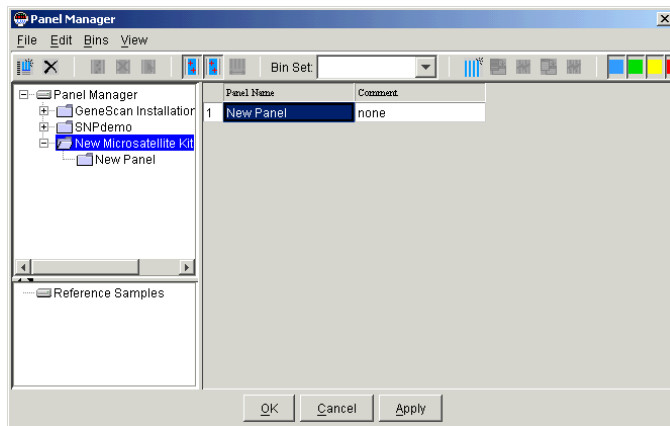 Panel Manager
File Edit Bins View
Bin Set:
Panel Manager
GeneScan Installation
SNPdemo
New Microsatellite Kit
New Panel
Panel Name Comment
1 New Panel none
Reference Samples
OK Cancel Apply